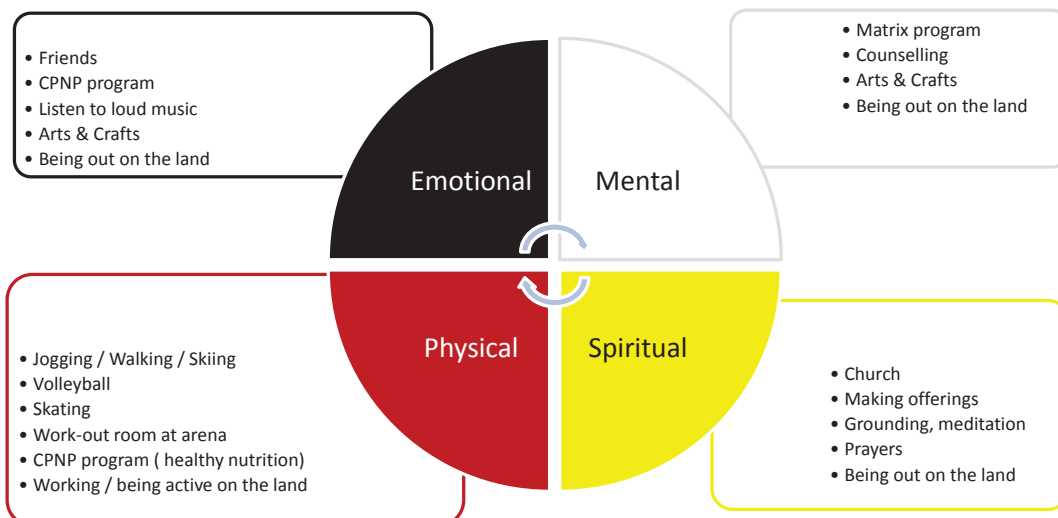 • Friends
• CPNP program
• Listen to loud music
• Arts & Crafts
• Being out on the land
• Matrix program
• Counselling
• Arts & Crafts
• Being out on the land
Emotional
Mental
Physical
Spiritual
• Jogging / Walking / Skiing
• Volleyball
• Skating
• Work-out room at arena
• CPNP program ( healthy nutrition)
• Working / being active on the land
• Church
• Making offerings
• Grounding, meditation
• Prayers
• Being out on the land